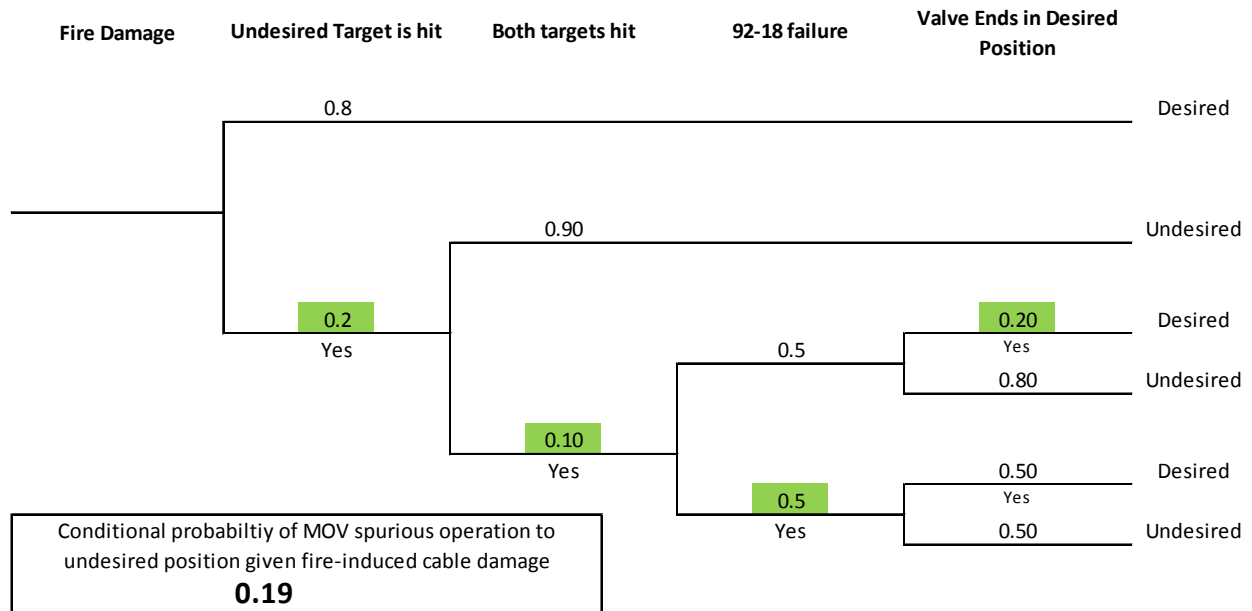 Fire Damage
Undesired Target is hit
Both targets hit
92-18 failure
Valve Ends in Desired
Position
0.8
Desired
0.90
Undesired
0.2
Yes
0.20
Yes
Desired
0.5
0.80
Undesired
0.10
Yes
0.50
Yes
Desired
0.5
Yes
0.50
Undesired
Conditional probabiltiy of MOV spurious operation to
undesired position given fire-induced cable damage
0.19